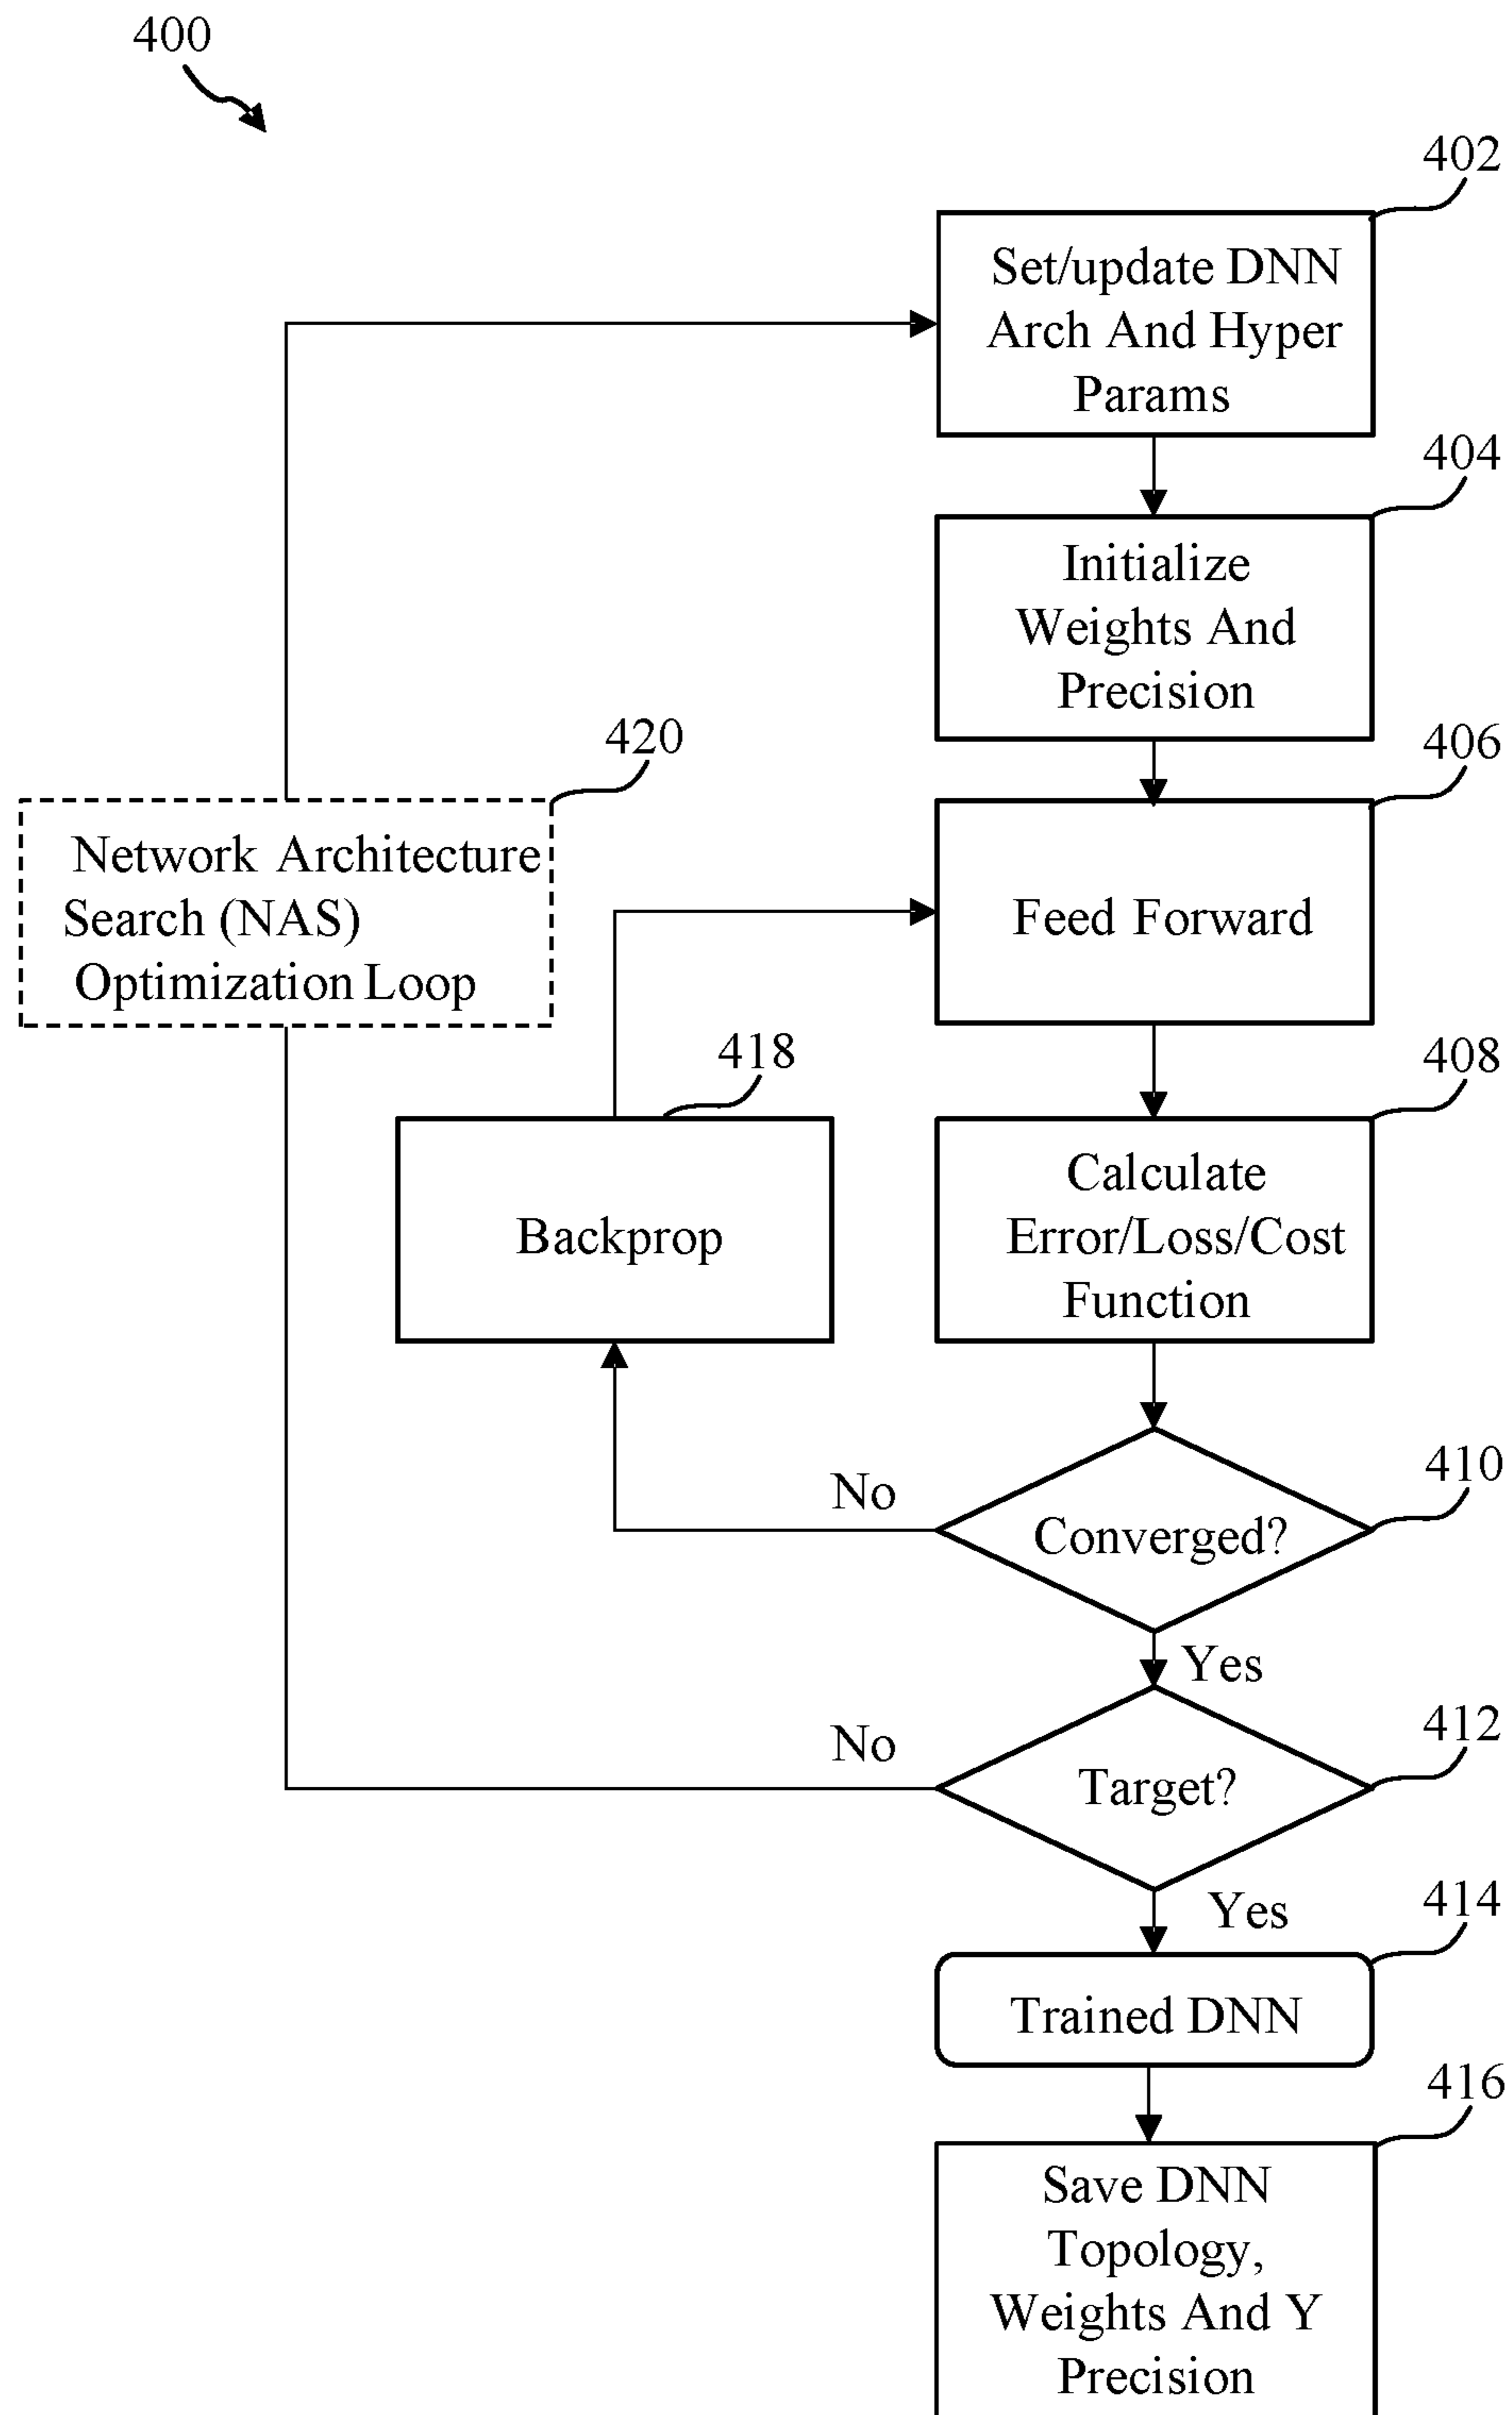 400
402
Set/update DNN
Arch And Hyper
Params
404
Initialize
Weights And
Precision
420
406
Network Architecture
Search (NAS)
Optimization Loop
Feed Forward
418
408
Backprop
Calculate
Error/Loss/Cost
Function
410
No
Converged?
Yes
412
No
Target?
Yes
414
Trained DNN
416
Save DNN
Topology,
Weights And Y
Precision